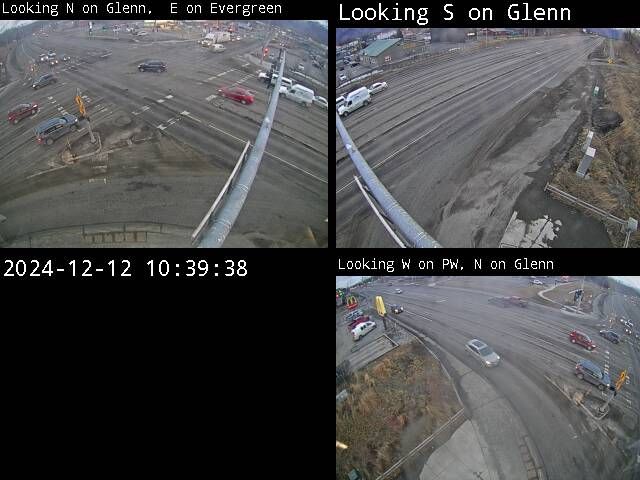 Looking N on Glenn,  E on Evergreen
Looking S on Glenn
2024-12-12 10:39:38
Looking W on PW, N on Glenn